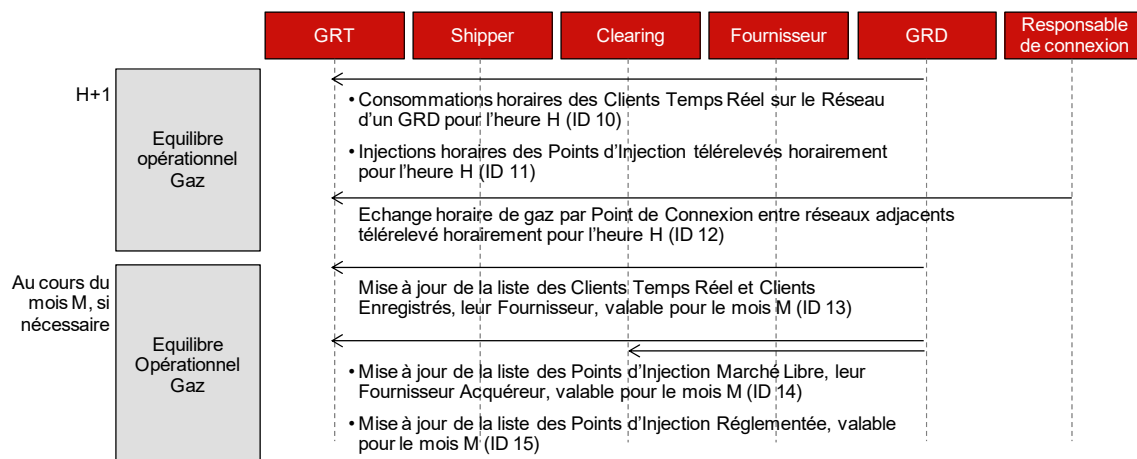 GRT
Shipper
Clearing
Fournisseur
GRD
Responsable
de connexion
H+1
Equilibre
opérationnel
Gaz
• Consommations horaires des Clients Temps Réel sur le Réseau
d'un GRD pour l'heure H (ID 10)
• Injections horaires des Points d'Injection télérelevés horairement
pour l'heure H (ID 11)
Echange horaire de gaz par Point de Connexion entre réseaux adjacents
télérelevé horairement pour l'heure H (ID 12)
Au cours du
mois M, si
nécessaire
Equilibre
Opérationnel
Gaz
Mise à jour de la liste des Clients Temps Réel et Clients
Enregistrés, leur Fournisseur, valable pour le mois M (ID 13)
• Mise à jour de la liste des Points d'Injection Marché Libre, leur
Fournisseur Acquéreur, valable pour le mois M (ID 14)
• Mise à jour de la liste des Points d'Injection Réglementée, valable
pour le mois M (ID 15)